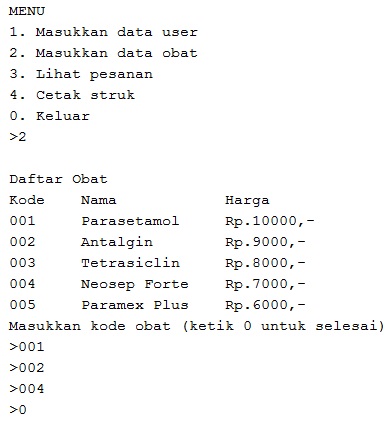 MENU
1. Masukkan data user
2. Masukkan data obat
3. Lihat pesanan
4. Cetak struk
0. Keluar
>2
Daftar Obat
Kode Nama Harga
001 Parasetamol Rp.10000,-
002 Antalgin Rp.9000,-
003 Tetrasiclin Rp.8000,-
004 Neosep Forte Rp.7000,-
005 Paramex Plus Rp.6000,-
Masukkan kode obat (ketik 0 untuk selesai)
>001
>002
>004
>0